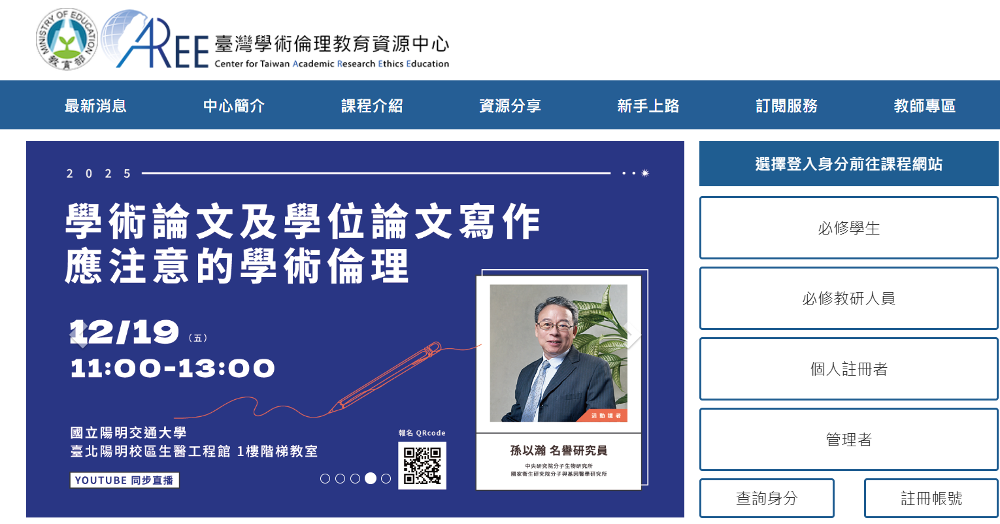 MINISTRY OF EDUCATION
教育部
AREE
臺灣學術倫理教育資源中心
Center for Taiwan Academic Research Ethics Education
最新消息
中心簡介
課程介紹
資源分享
新手上路
訂閱服務
教師專區
2025
學術論文及學位論文寫作
應注意的學術倫理
12/19 (五)
11:00-13:00
國立陽明交通大學
臺北陽明校區生醫工程館 1樓階梯教室
YOUTUBE 同步直播
報名 QRcode
活動講者
孫以瀚 名譽研究員
中央研究院分子生物研究所
國家衛生研究院分子與基因醫學研究所
選擇登入身分前往課程網站
必修學生
必修教研人員
個人註冊者
管理者
查詢身分
註冊帳號